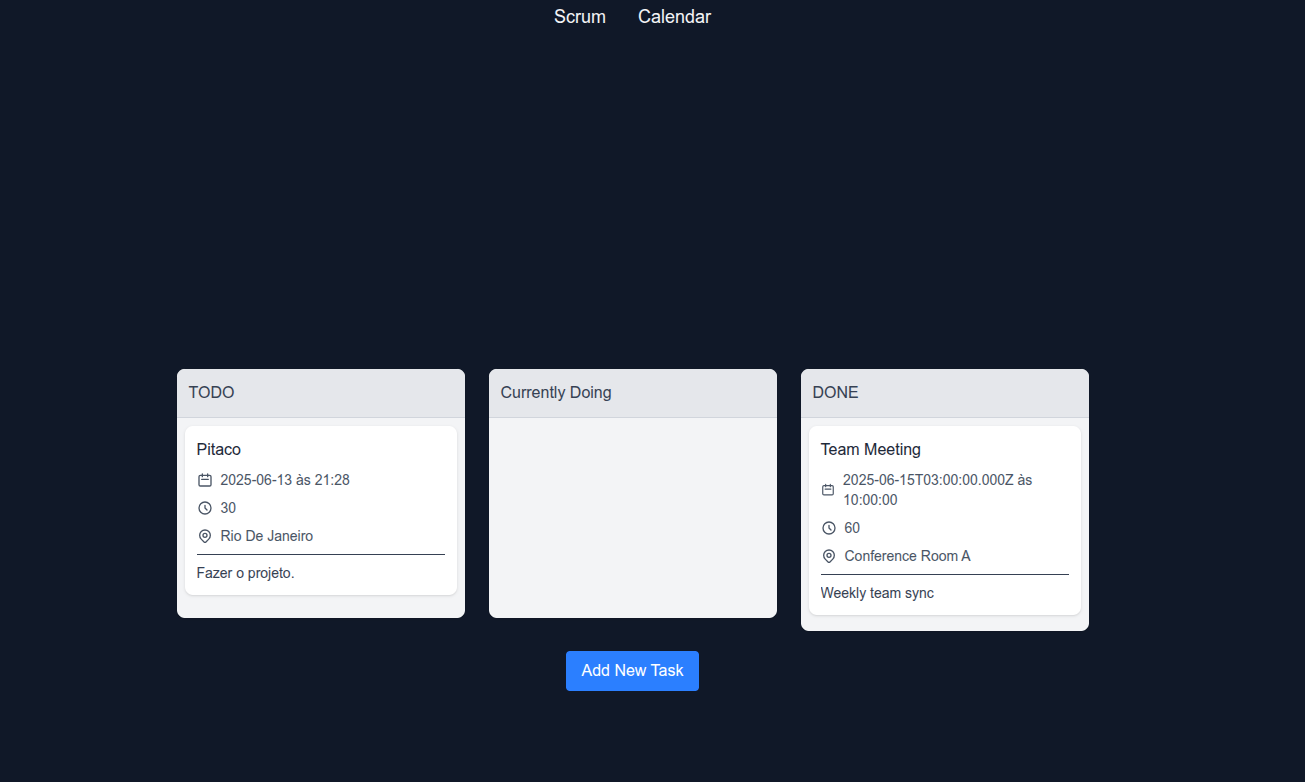 Scrum Calendar
TODO
Pitaco
2025-06-13 às 21:28
30
Rio De Janeiro
Fazer o projeto.
Currently Doing
DONE
Team Meeting
2025-06-15T03:00:00.000Z às
10:00:00
60
Conference Room A
Weekly team sync
Add New Task